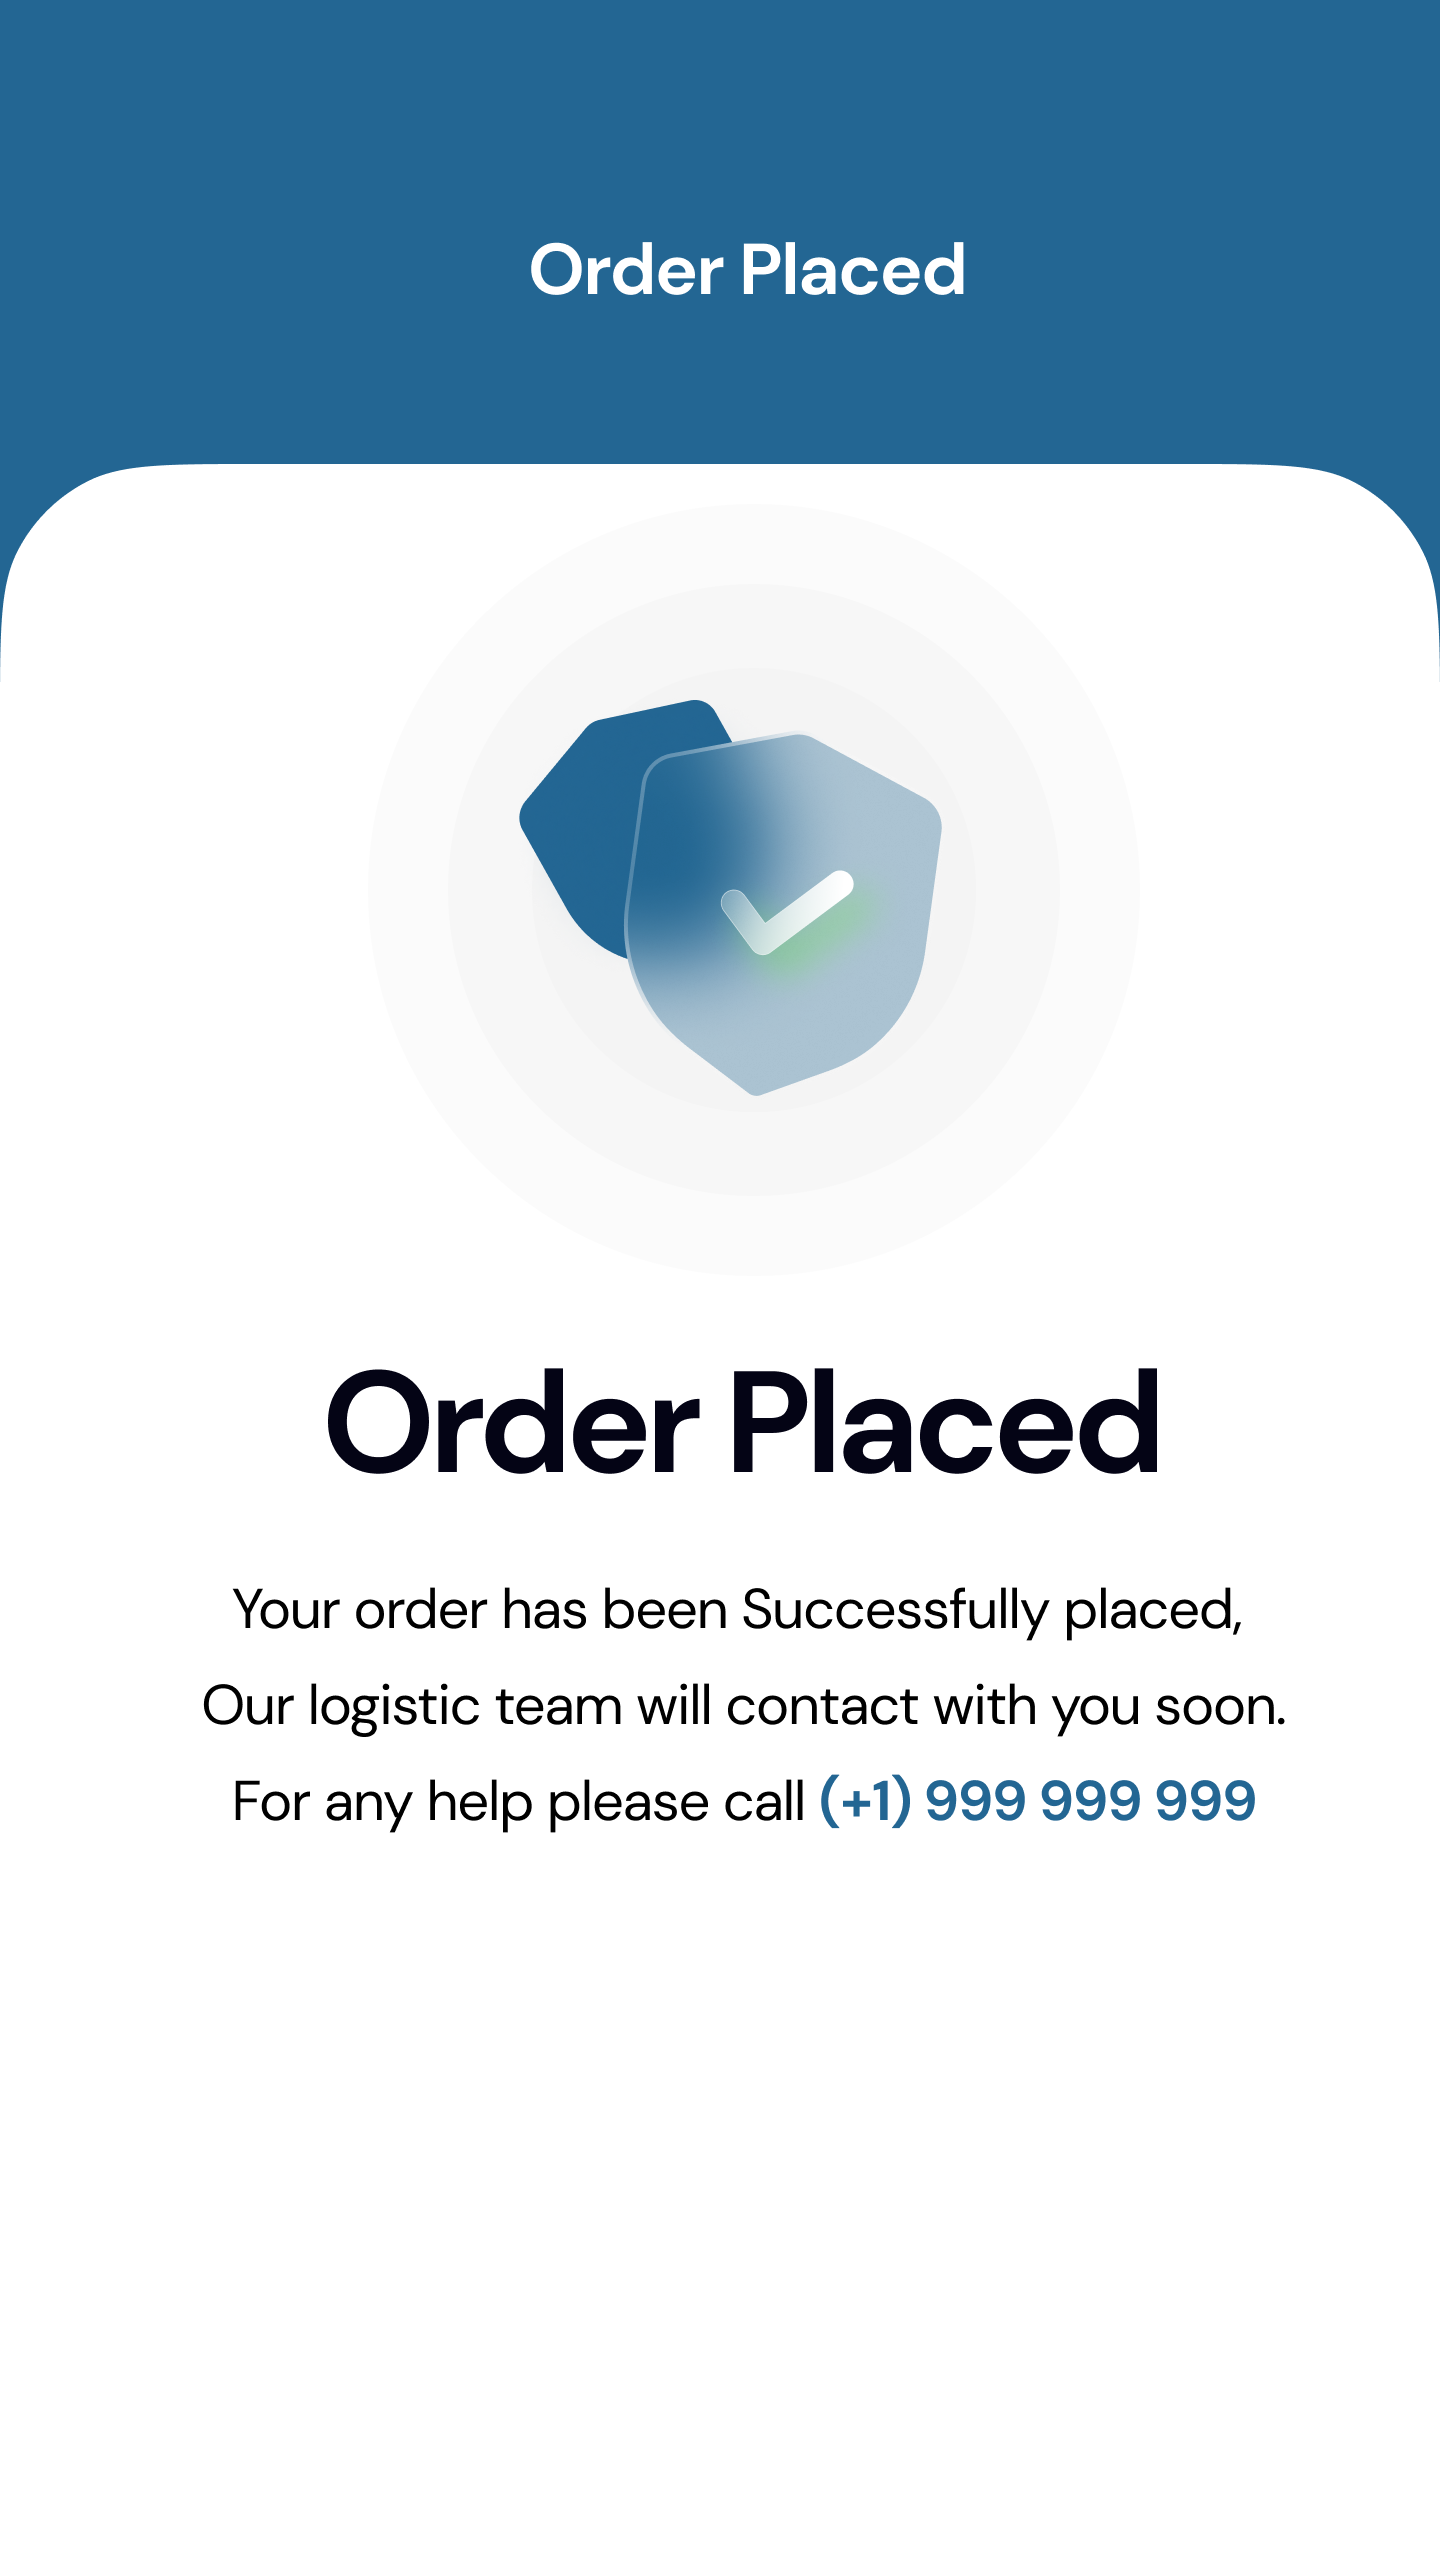 Order Placed
Order Placed
Your order has been Successfully placed,
Our logistic team will contact with you soon.
For any help please call (+1) 999 999 999